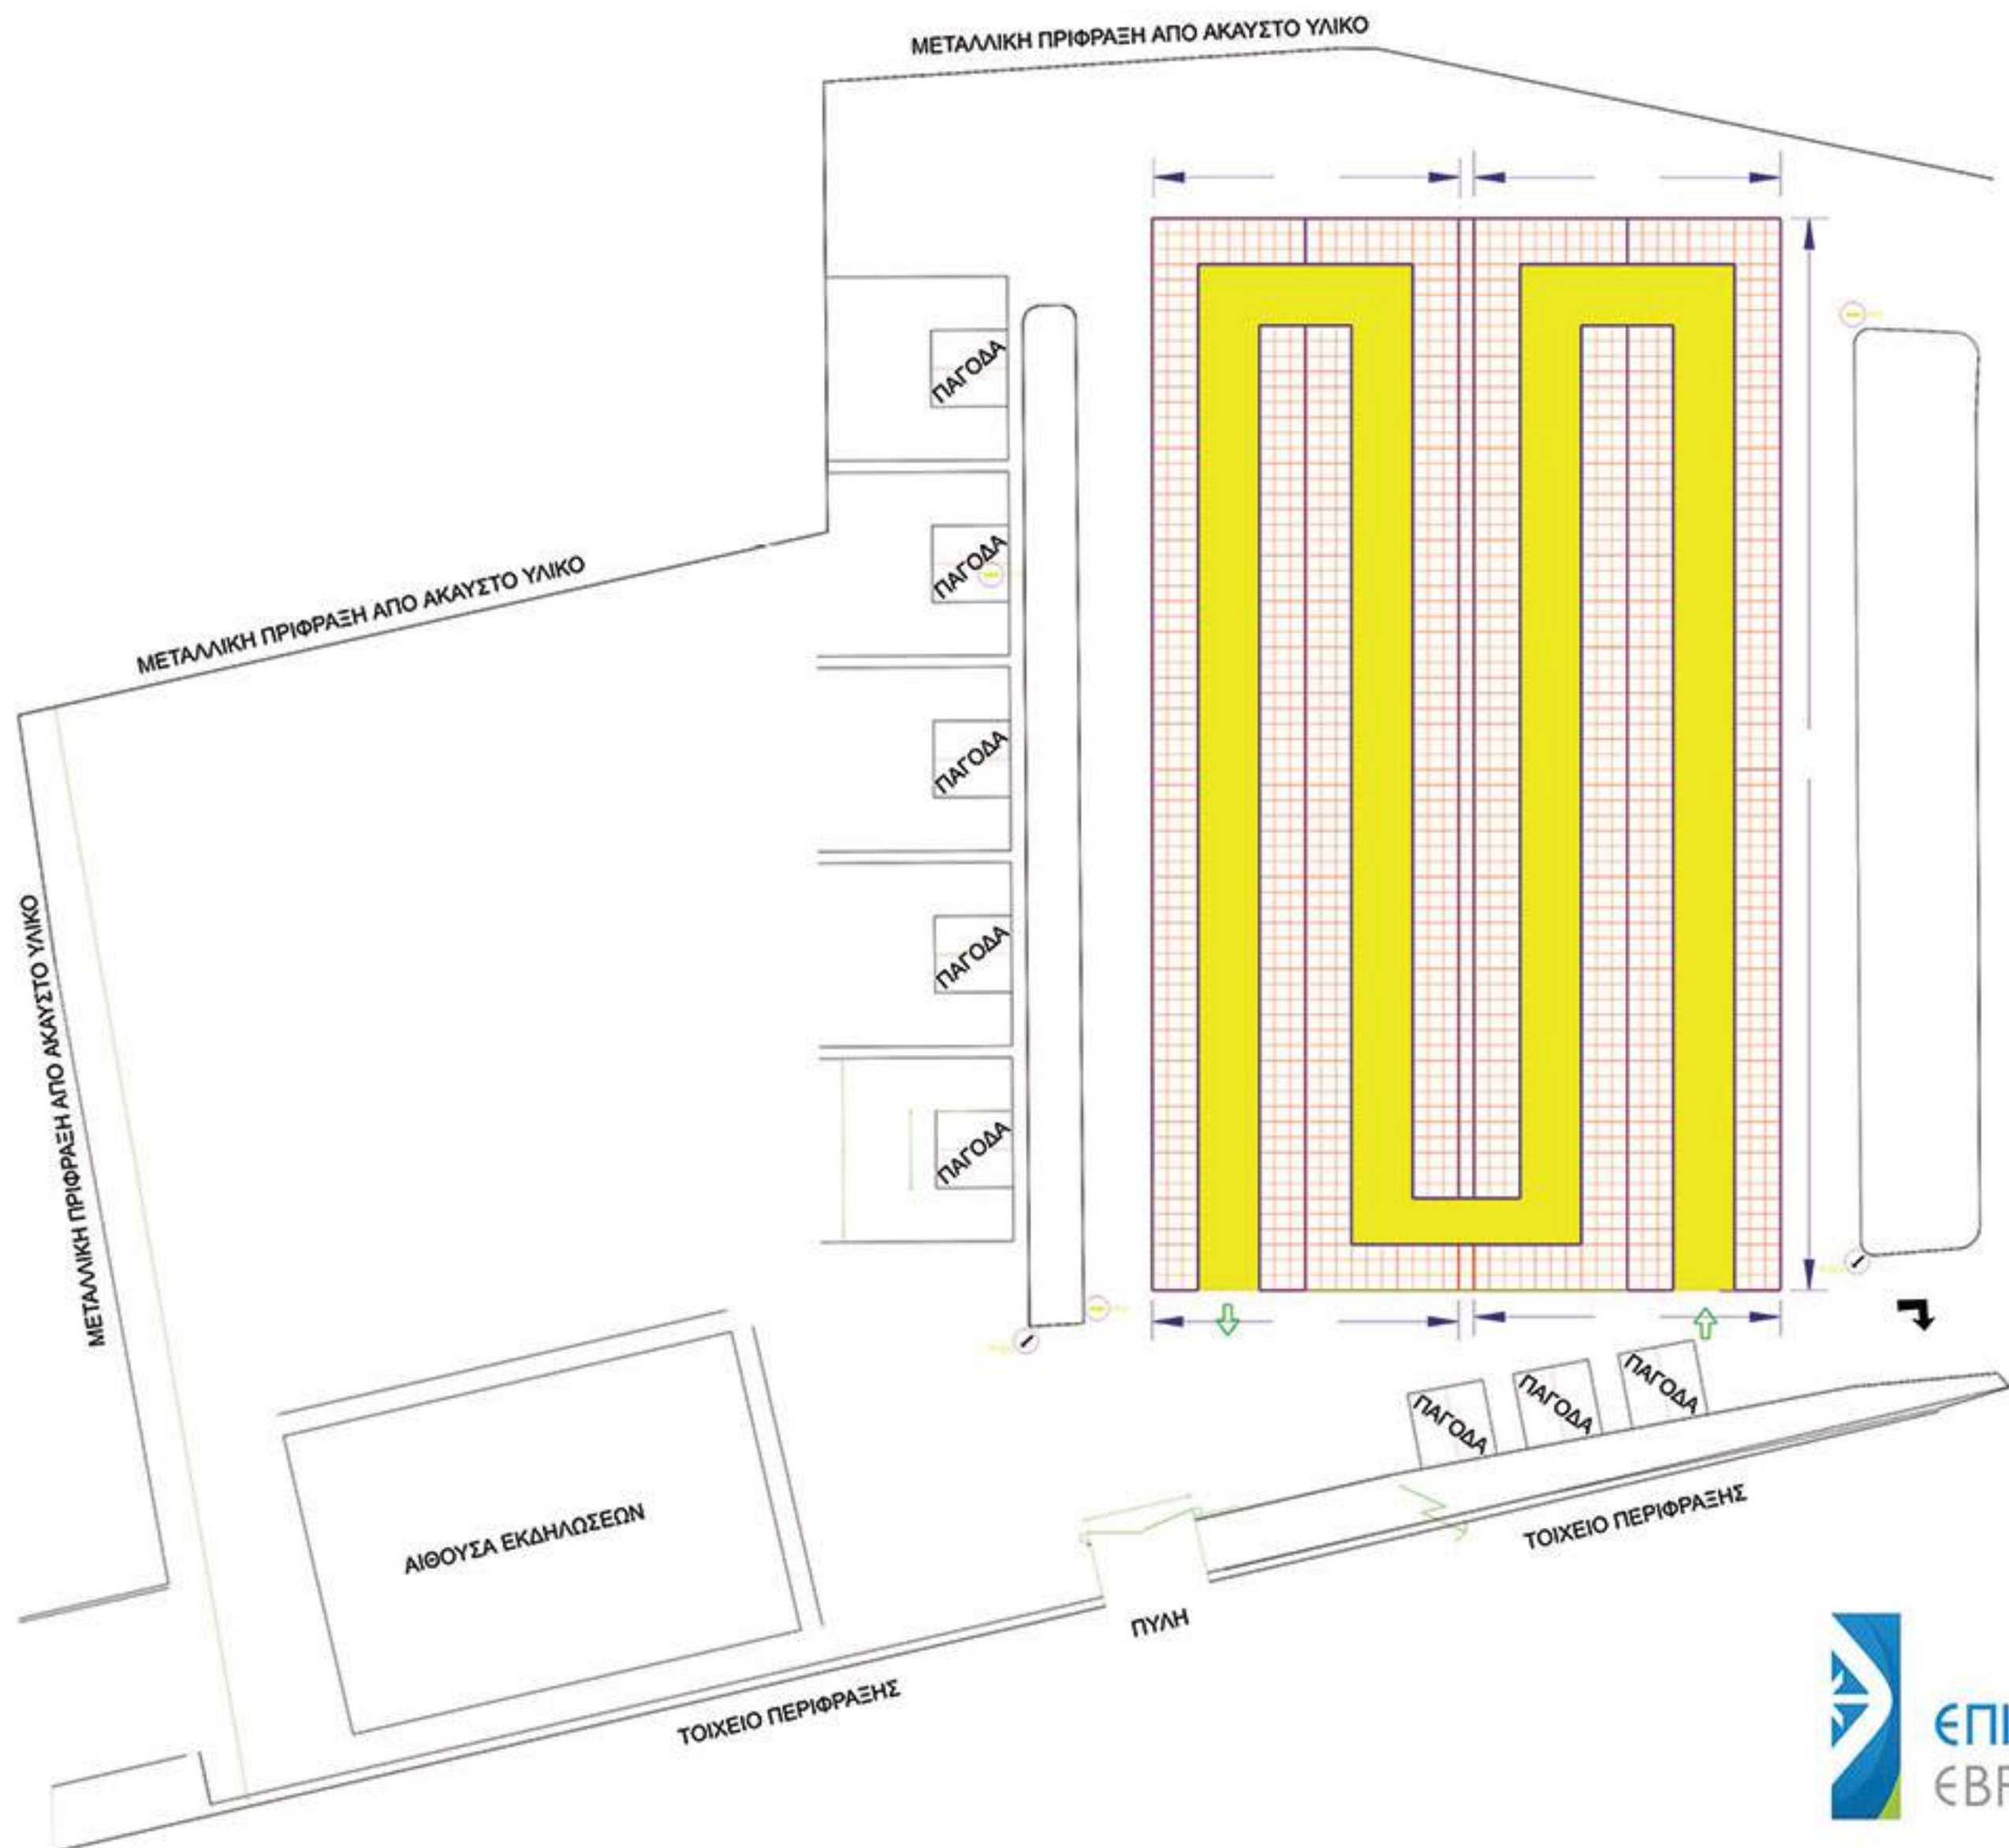 ΜΕΤΑΛΛΙΚΗ ΠΡΙΦΡΑΞΗ ΑΠΟ ΑΚΑΥΣΤΟ ΥΛΙΚΟ
ΠΑΓΟΔΑ
ΠΑΓΟΔΑ
ΜΕΤΑΛΛΙΚΗ ΠΡΙΦΡΑΞΗ ΑΠΟ ΑΚΑΥΣΤΟ ΥΛΙΚΟ
ΠΑΓΟΔΑ
ΠΑΓΟΔΑ
ΜΕΤΑΛΛΙΚΗ ΠΡΙΦΡΑΞΗ ΑΠΟ ΑΚΑΥΣΤΟ ΥΛΙΚΟ
ΠΑΓΟΔΑ
ΠΑΓΟΔΑ
ΠΑΓΟΔΑ
ΠΑΓΟΔΑ
ΑΙΘΟΥΣΑ ΕΚΔΗΛΩΣΕΩΝ
ΤΟΙΧΕΙΟ ΠΕΡΙΦΡΑΞΗΣ
ΠΥΛΗ
ΤΟΙΧΕΙΟ ΠΕΡΙΦΡΑΞΗΣ